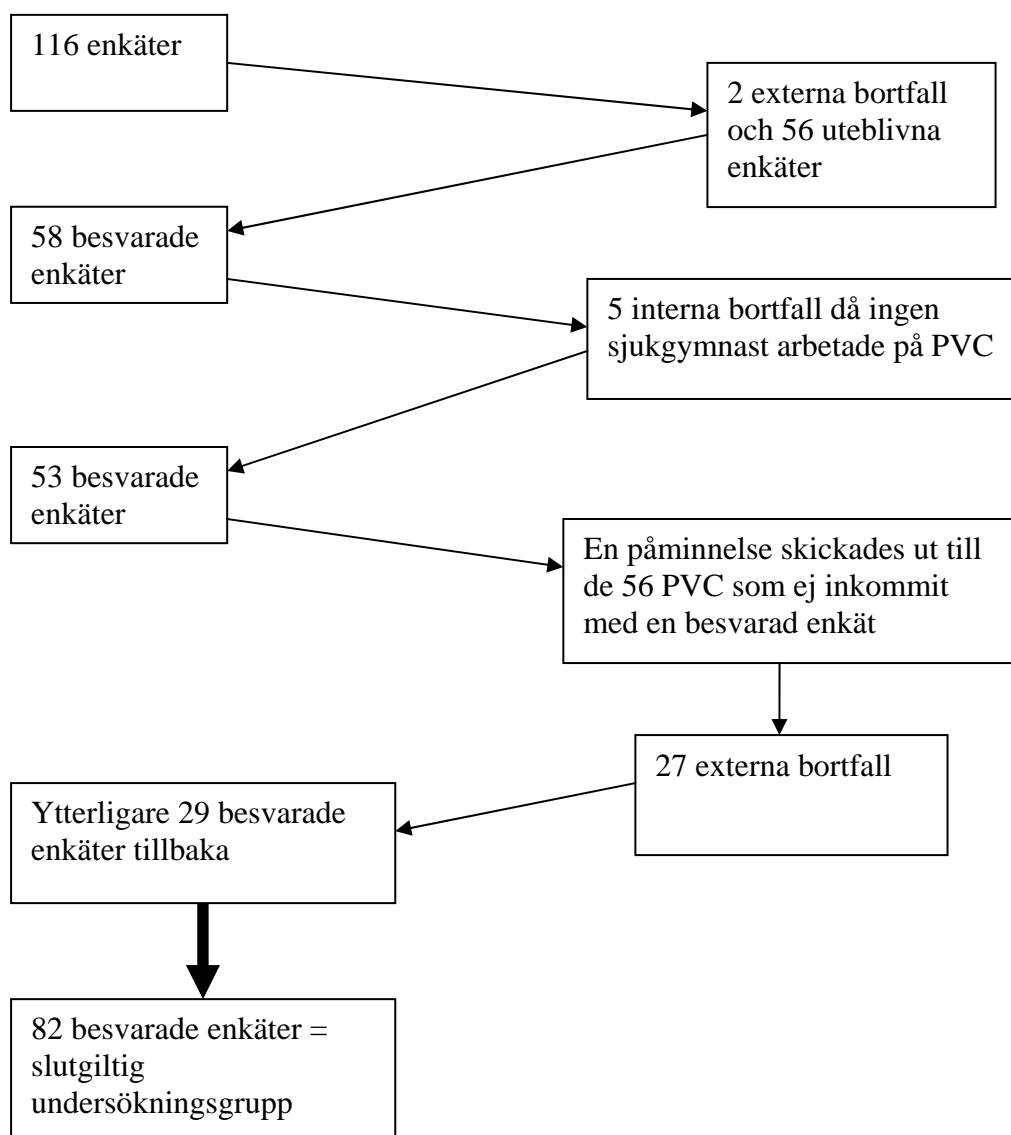 116 enkäter
2 externa bortfall
och 56 uteblivna
enkäter
58 besvarade
enkäter
5 interna bortfall då ingen
sjukgymnast arbetade på PVC
53 besvarade
enkäter
En påminnelse skickades ut till
de 56 PVC som ej inkommit
med en besvarad enkät
27 externa bortfall
Ytterligare 29 besvarade
enkäter tillbaka
82 besvarade enkäter =
slutgiltig
undersökningsgrupp